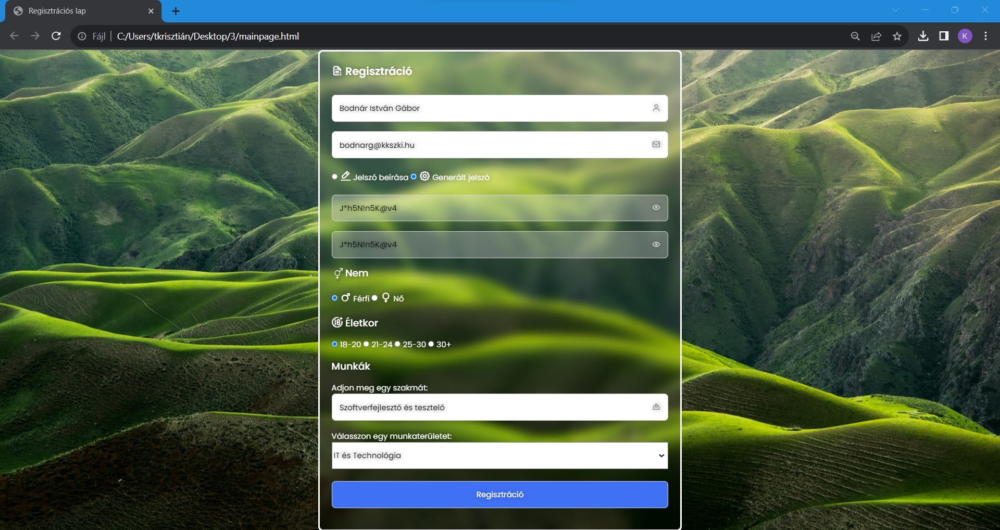 Regisztrációs lap
Fájl | C:/Users/tkrisztián/Desktop/3/mainpage.html
K
Regisztráció
Bodnár István Gábor
bodnarg@kkszki.hu
Jelszó beírása Generált jelszó
J*h5N!n5K@v4
J*h5N!n5K@v4
Nem
Férfi Nő
18 Életkor
18-20 21-24 25-30 30+
Munkák
Adjon meg egy szakmát:
Szoftverfejlesztő és tesztelő
Válasszon egy munkaterületet:
IT és Technológia
Regisztráció